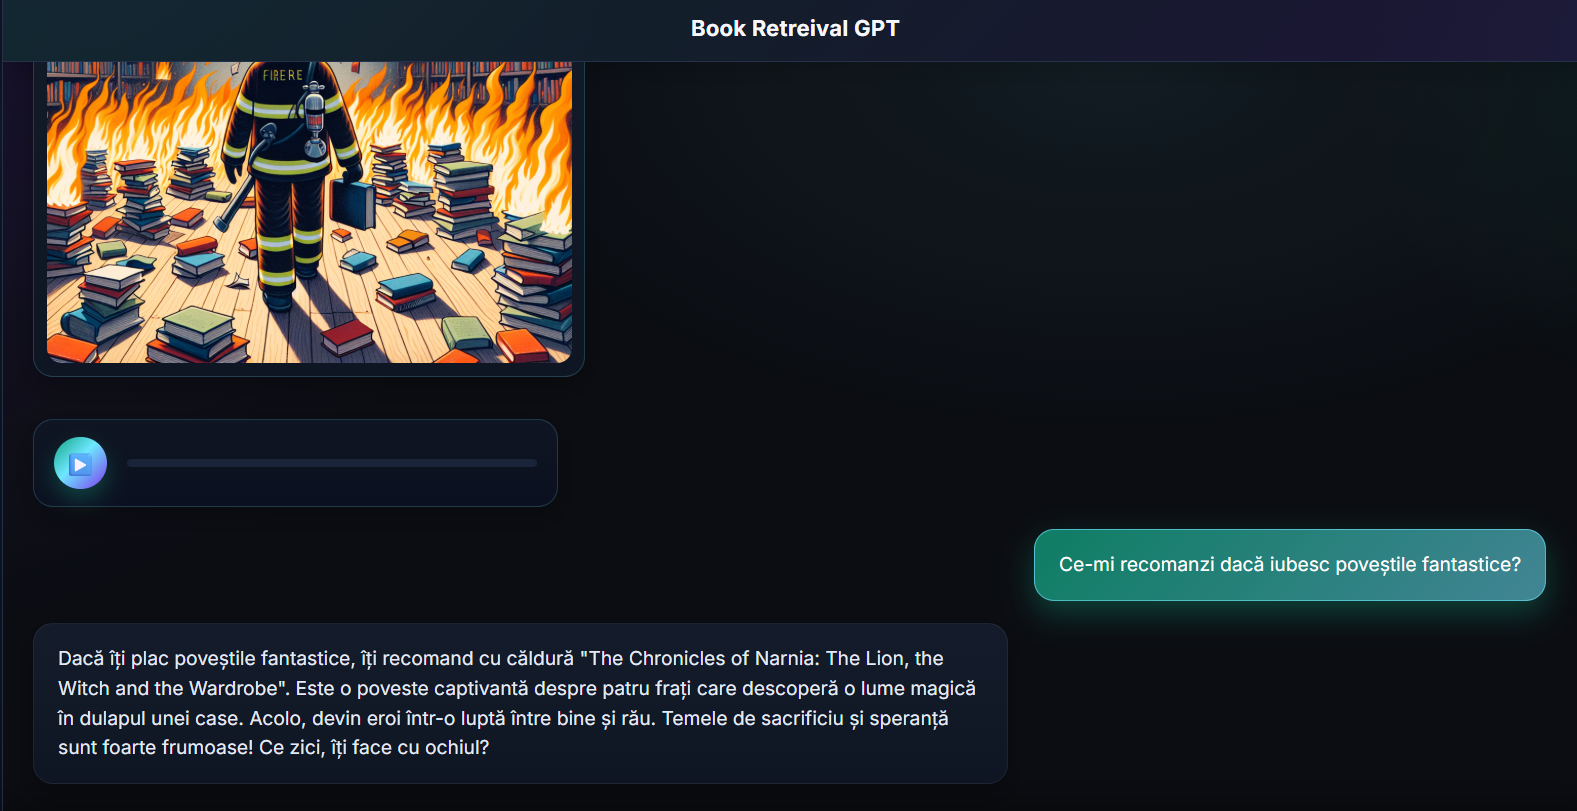 Book Retreival GPT
FIRERE
Ce-mi recomanzi dacă iubesc poveștile fantastice?
Dacă îți plac poveștile fantastice, îți recomand cu căldură "The Chronicles of Narnia: The Lion, the
Witch and the Wardrobe". Este o poveste captivantă despre patru frați care descoperă o lume magică
în dulapul unei case. Acolo, devin eroi într-o luptă între bine și rău. Temele de sacrificiu și speranță
sunt foarte frumoase! Ce zici, îți face cu ochiul?